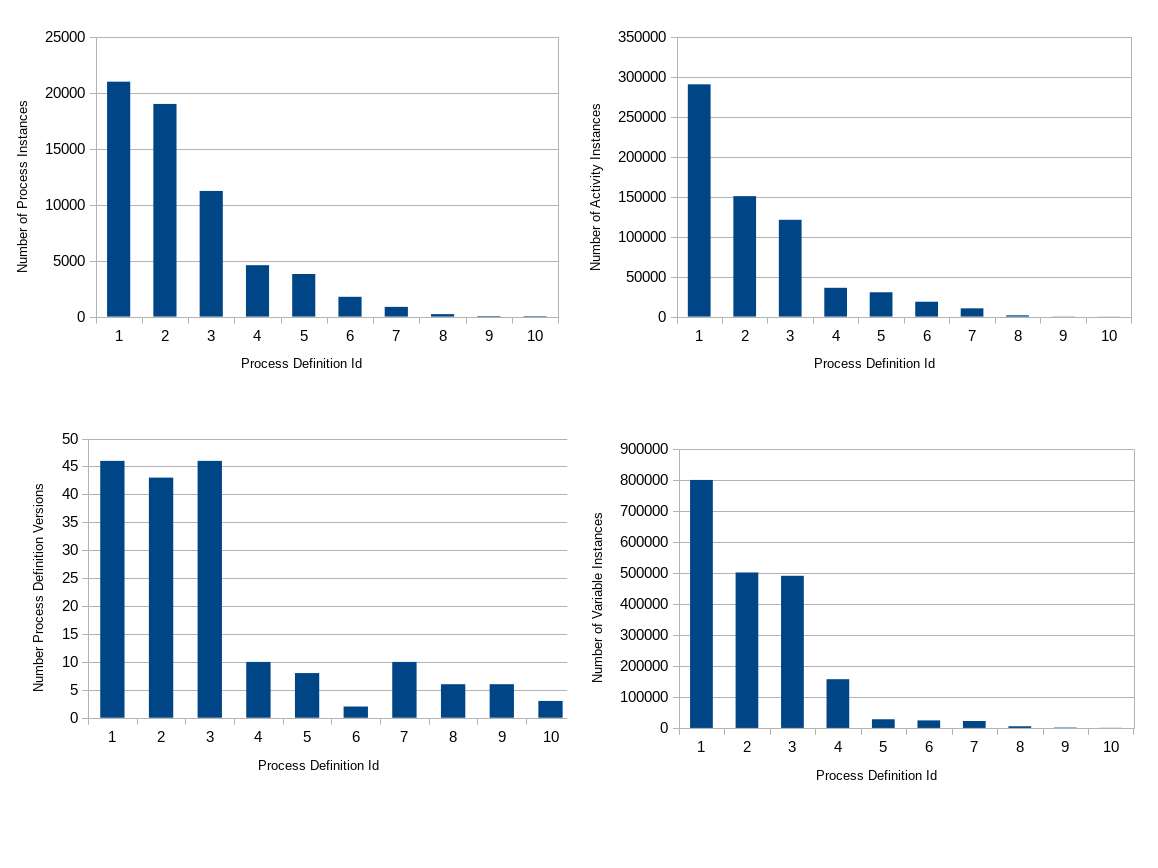 25000
20000
15000
10000
5000
0
Number of Process Instances
1 2 3 4 5 6 7 8 9 10
Process Definition Id
350000
300000
250000
200000
150000
100000
50000
0
Number of Activity Instances
1 2 3 4 5 6 7 8 9 10
Process Definition Id
50
45
40
35
30
25
20
15
10
5
0
Number Process Definition Versions
1 2 3 4 5 6 7 8 9 10
Process Definition Id
900000
800000
700000
600000
500000
400000
300000
200000
100000
0
Number of Variable Instances
1 2 3 4 5 6 7 8 9 10
Process Definition Id